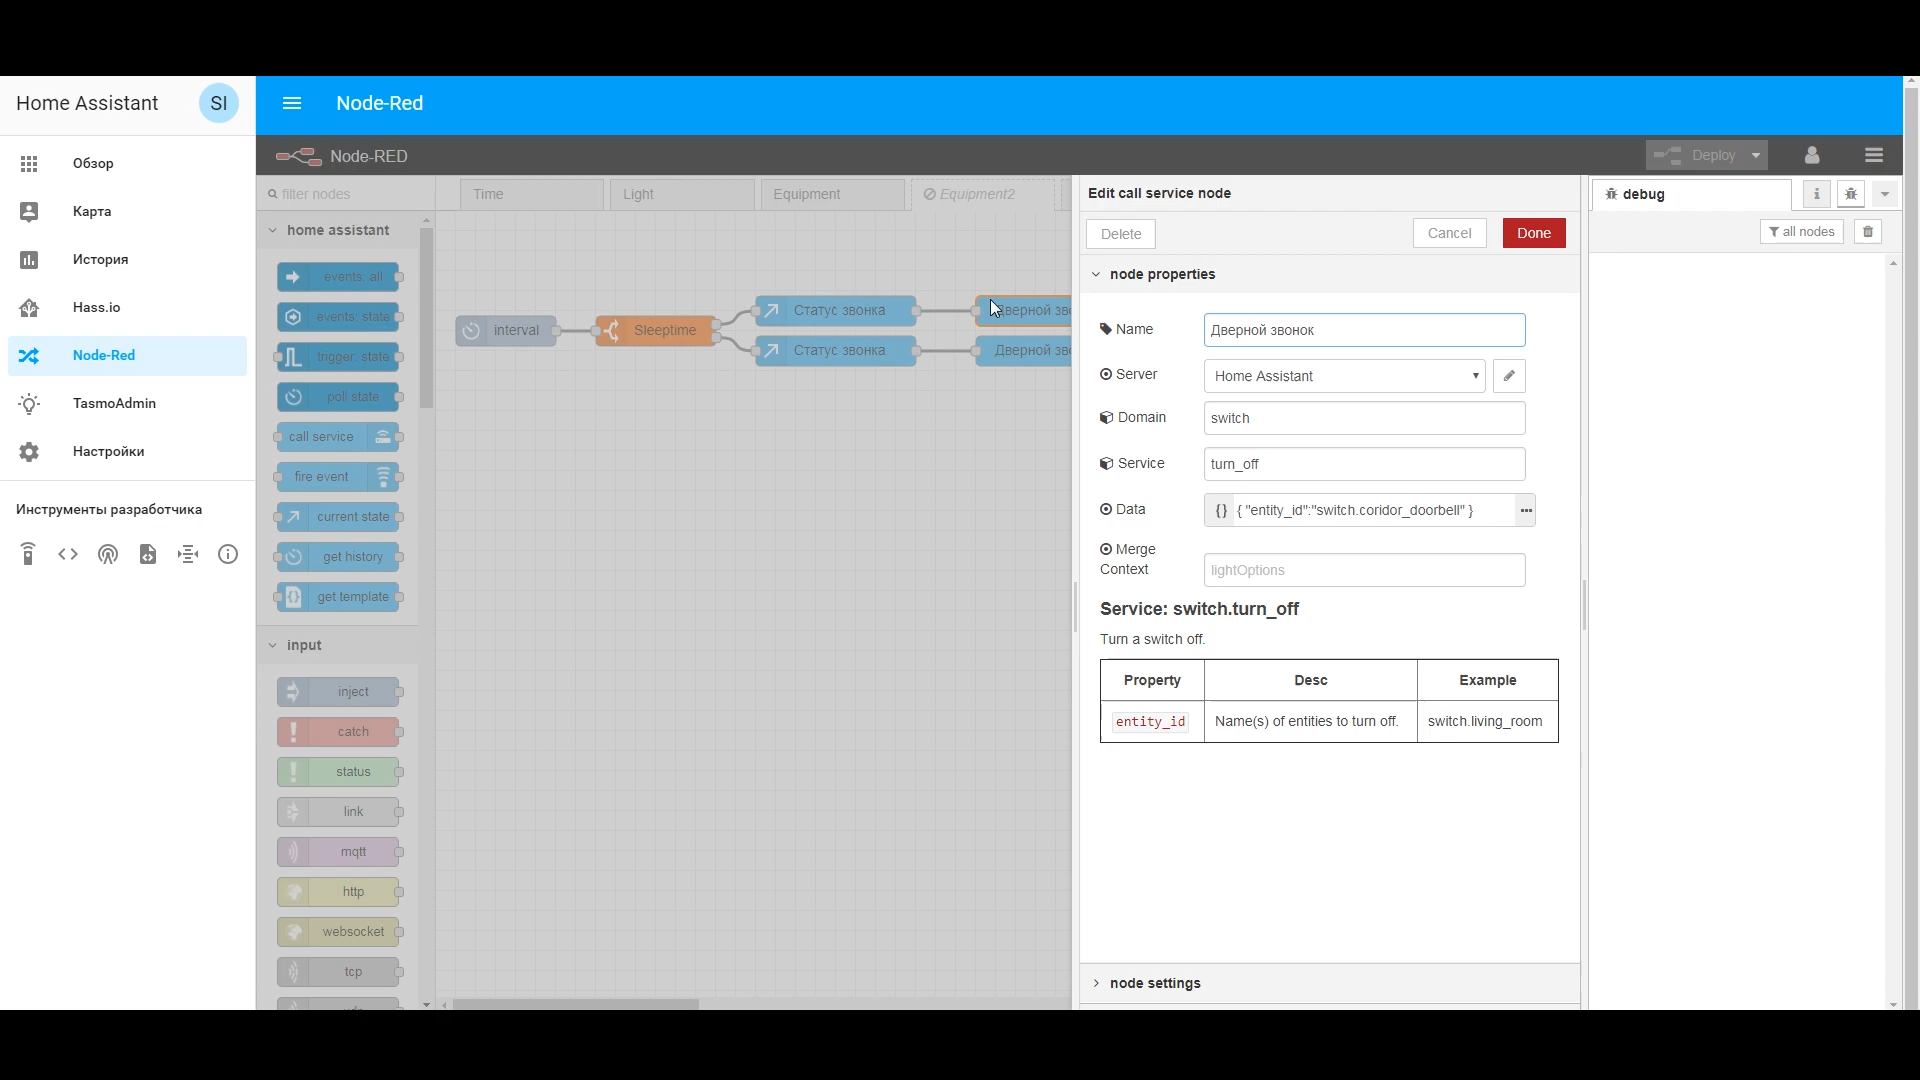 Home Assistant
SI
Node-Red
Обзор
Карта
История
Hass.io
Node-Red
TasmoAdmin
Настройки
Инструменты разработчика
Node-RED
Deploy
filter nodes
home assistant
events: all
events: state
trigger: state
poll state
call service
fire event
current state
get history
get template
input
inject
catch
status
link
mqtt
http
websocket
tcp
Time
Light
Equipment
Equipment2
interval
Sleeptime
Статус звонка
Статус звонка
Дверной
Edit call service node
Delete
Cancel
Done
node properties
Name
Дверной звонок
Server
Home Assistant
Domain
switch
Service
turn_off
Data
{} { "entity_id":"switch.coridor_doorbell" }
Merge
Context
lightOptions
Service: switch.turn_off
Turn a switch off.
Property Desc Example
entity_id Name(s) of entities to turn off. switch.living_room
node settings
debug
i
all nodes